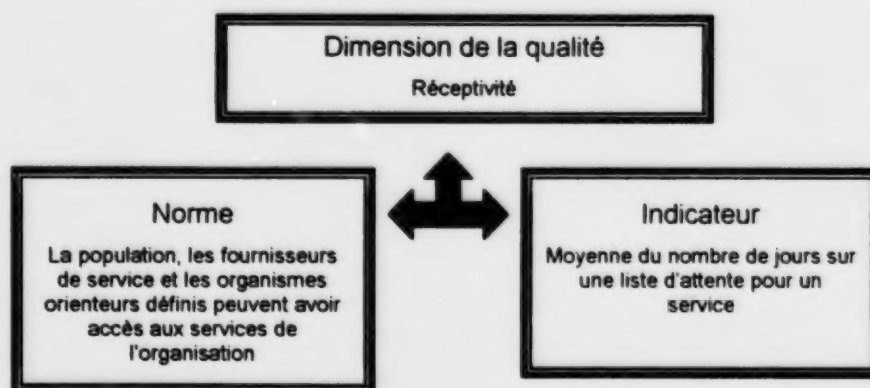 Dimension de la qualité
Réceptivité
Norme
La population, les fournisseurs
de service et les organismes
orienteurs définis peuvent avoir
accès aux services de
l'organisation
Indicateur
Moyenne du nombre de jours sur
une liste d'attente pour un
service